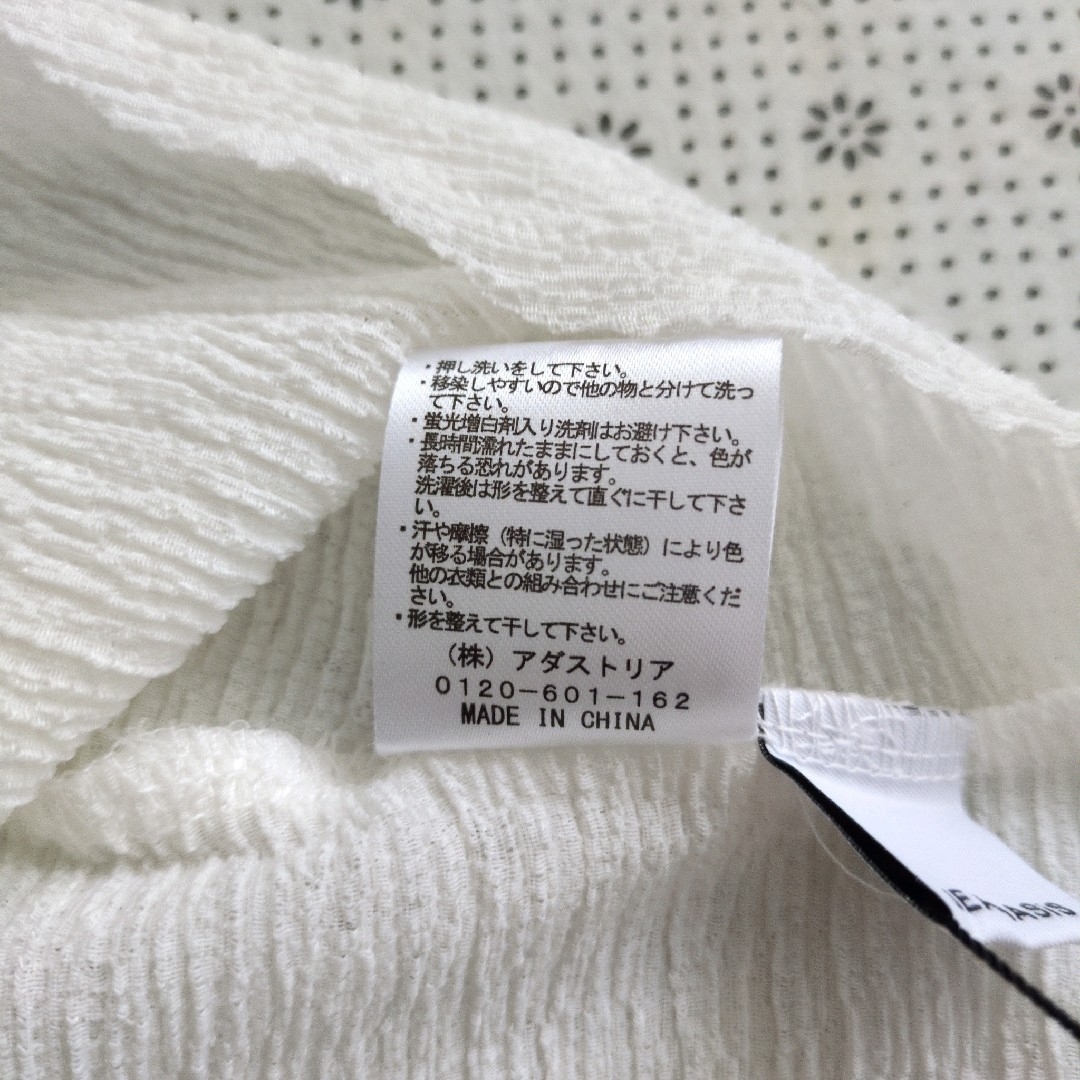 ・押し洗いをして下さい。
・移染しやすいので他の物と分けて洗っ
て下さい。
・蛍光増白剤入り洗剤はお避け下さい。
・長時間濡れたままにしておくと、色が
落ちる恐れがあります。
洗濯後は形を整えて直ぐに干して下さ
い。
・汗や摩擦（特に湿った状態）により色
が移る場合があります。
他の衣類との組み合わせにご注意くだ
さい。
・形を整えて干して下さい。
（株）アダストリア
0120-601-162
MADE IN CHINA